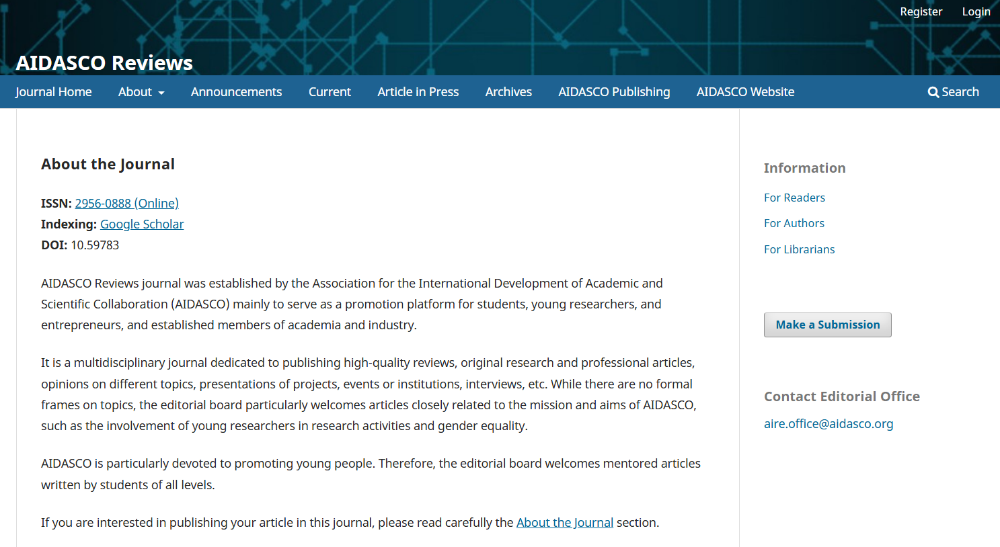 Register Login
AIDASCO Reviews
Journal Home About Announcements Current Article in Press Archives AIDASCO Publishing AIDASCO Website Search
About the Journal
ISSN: 2956-0888 (Online)
Indexing: Google Scholar
DOI: 10.59783
AIDASCO Reviews journal was established by the Association for the International Development of Academic and
Scientific Collaboration (AIDASCO) mainly to serve as a promotion platform for students, young researchers, and
entrepreneurs, and established members of academia and industry.
It is a multidisciplinary journal dedicated to publishing high-quality reviews, original research and professional articles,
opinions on different topics, presentations of projects, events or institutions, interviews, etc. While there are no formal
frames on topics, the editorial board particularly welcomes articles closely related to the mission and aims of AIDASCO,
such as the involvement of young researchers in research activities and gender equality.
AIDASCO is particularly devoted to promoting young people. Therefore, the editorial board welcomes mentored articles
written by students of all levels.
If you are interested in publishing your article in this journal, please read carefully the About the Journal section.
Information
For Readers
For Authors
For Librarians
Make a Submission
Contact Editorial Office
aire.office@aidasco.org